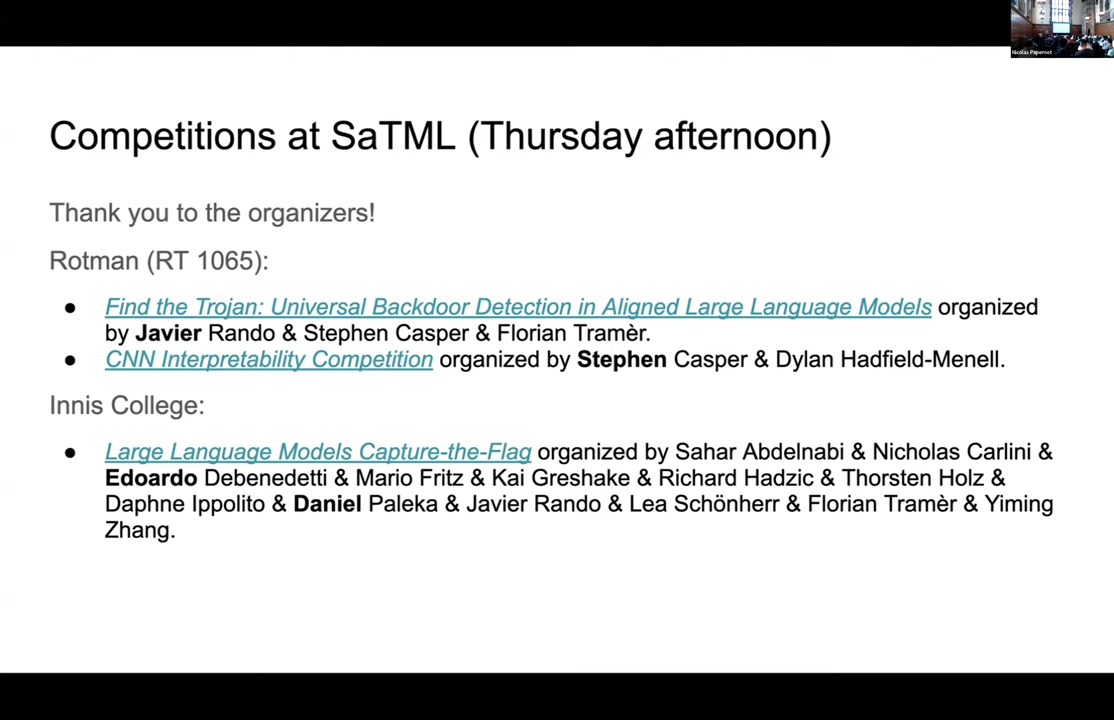 Nicolas Papernot
Competitions at SaTML (Thursday afternoon)
Thank you to the organizers!
Rotman (RT 1065):
● Find the Trojan: Universal Backdoor Detection in Aligned Large Language Models organized
by Javier Rando & Stephen Casper & Florian Tramèr.
● CNN Interpretability Competition organized by Stephen Casper & Dylan Hadfield-Menell.
Innis College:
● Large Language Models Capture-the-Flag organized by Sahar Abdelnabi & Nicholas Carlini &
Edoardo Debenedetti & Mario Fritz & Kai Greshake & Richard Hadzic & Thorsten Holz &
Daphne Ippolito & Daniel Paleka & Javier Rando & Lea Schönherr & Florian Tramèr & Yiming
Zhang.